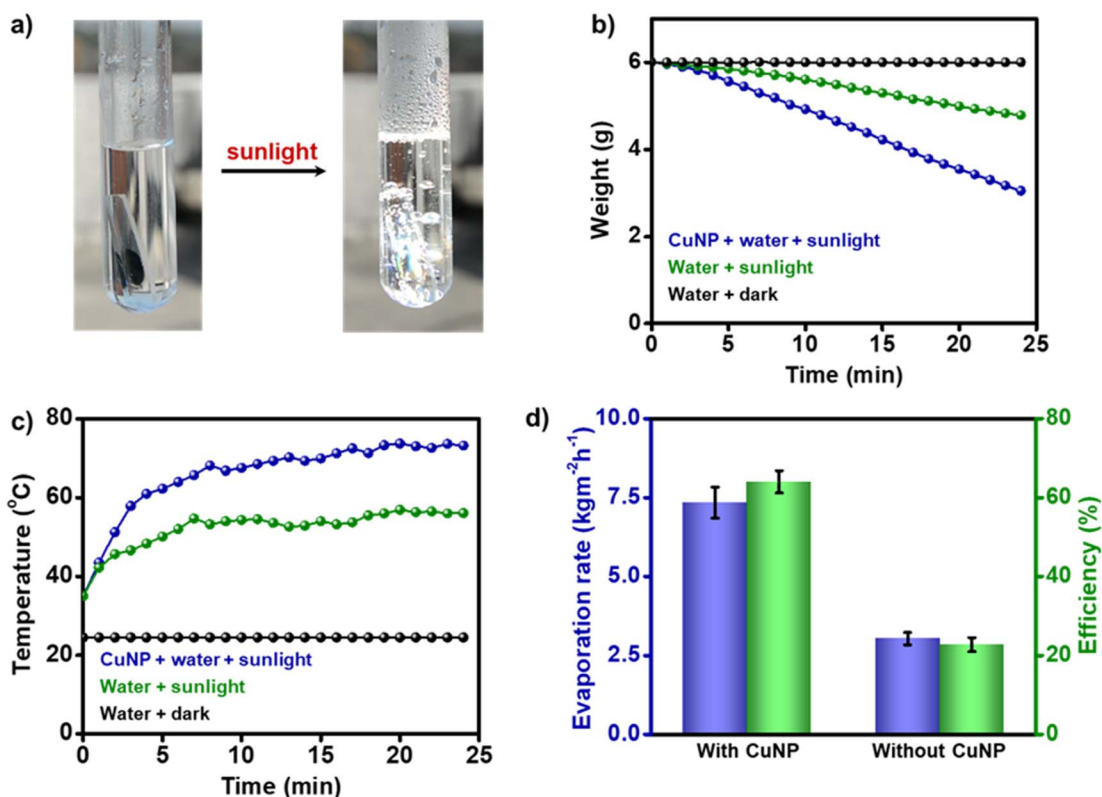 a)
sunlight
b)
Weight (g)
6
4
2
0
CuNP + water + sunlight
Water + sunlight
Water + dark
0 5 10 15 20 25
Time (min)
c)
Temperature (⁰C)
80
60
40
20
0
CuNP + water + sunlight
Water + sunlight
Water + dark
0 5 10 15 20 25
Time (min)
d)
Evaporation rate (kgm⁻²h⁻¹)
10.0
7.5
5.0
2.5
0.0
80
60
40
20
0
Efficiency (%)
With CuNP Without CuNP